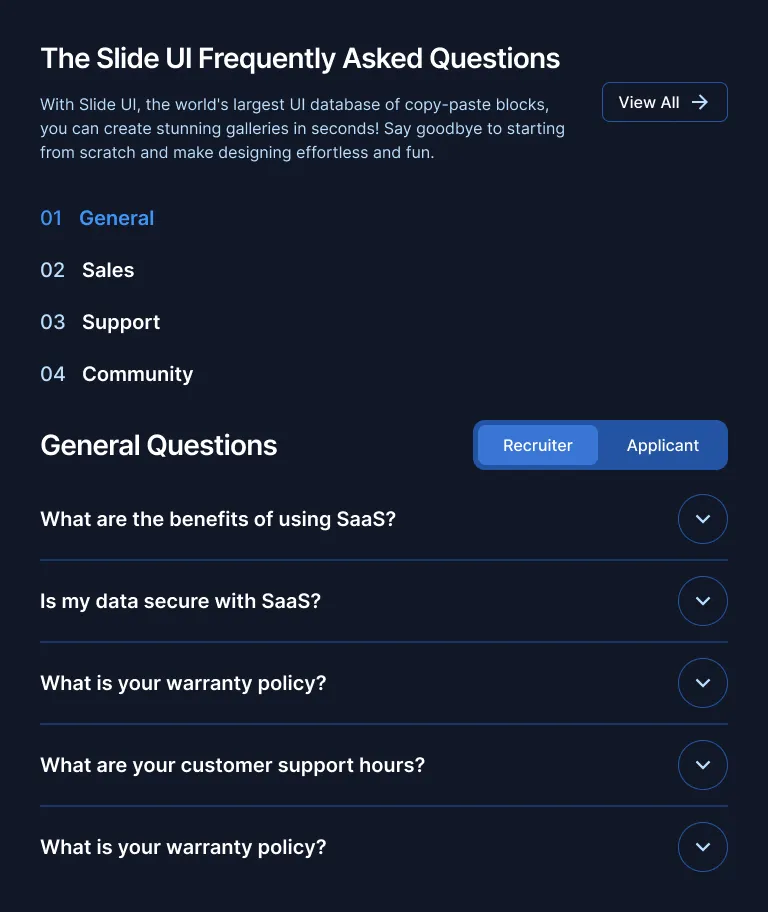 The Slide UI Frequently Asked Questions
With Slide UI, the world's largest UI database of copy-paste blocks,
you can create stunning galleries in seconds! Say goodbye to starting
from scratch and make designing effortless and fun.
View All
01 General
02 Sales
03 Support
04 Community
General Questions
Recruiter Applicant
What are the benefits of using SaaS?
Is my data secure with SaaS?
What is your warranty policy?
What are your customer support hours?
What is your warranty policy?